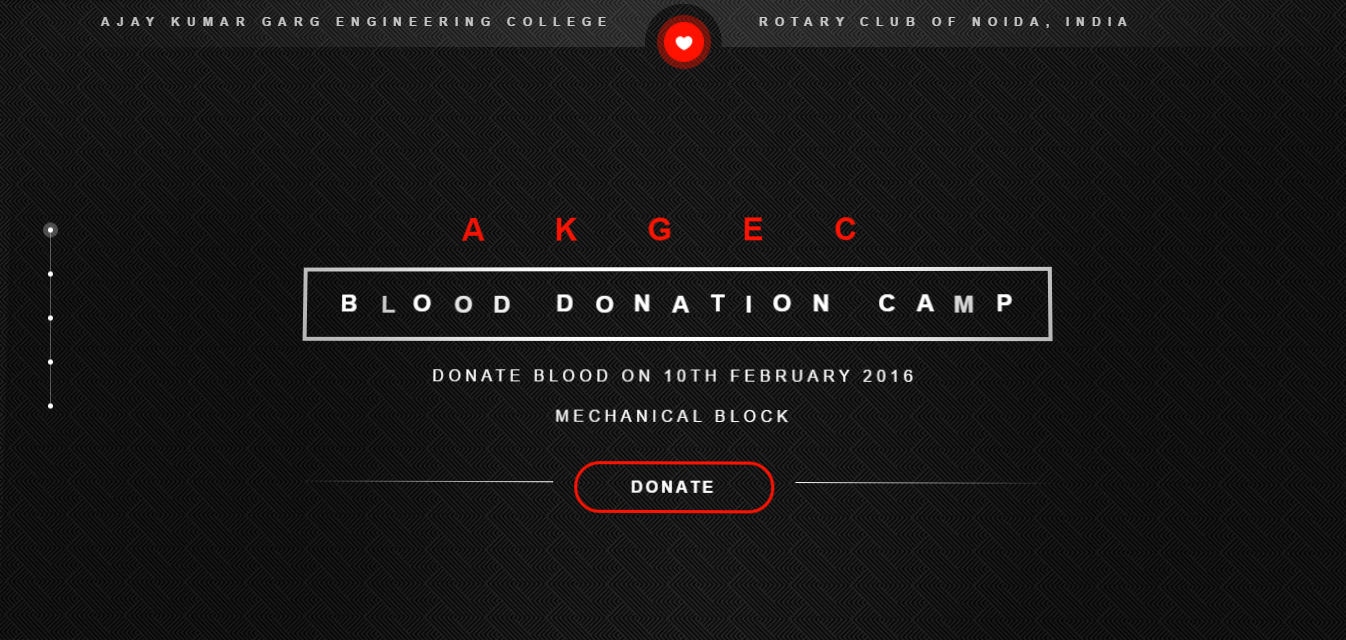 AJAY KUMAR GARG ENGINEERING COLLEGE
ROTARY CLUB OF NOIDA, INDIA
AKGEC
BLOOD DONATION CAMP
DONATE BLOOD ON 10TH FEBRUARY 2016
MECHANICAL BLOCK
DONATE